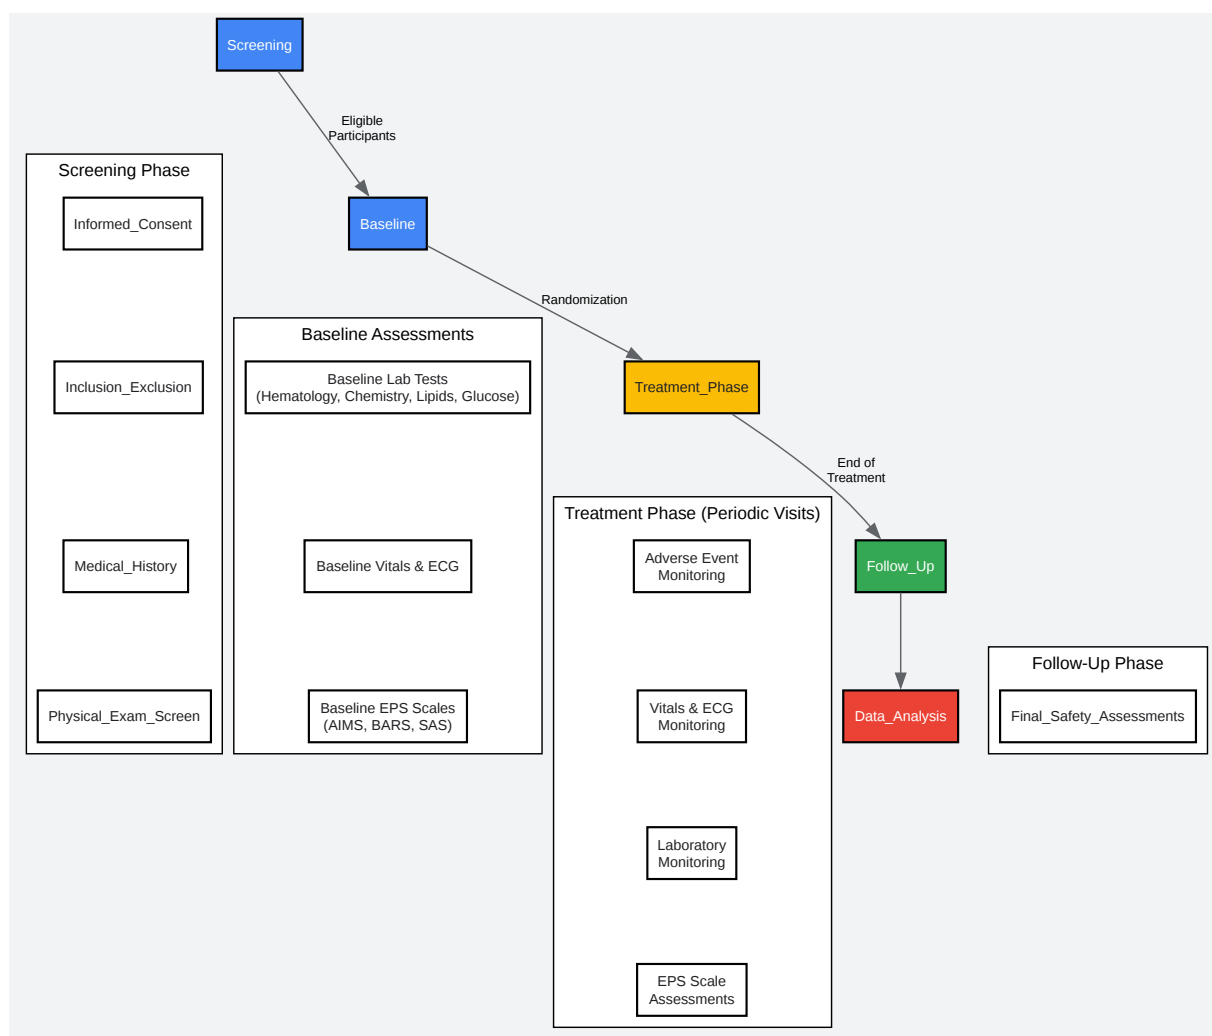 Screening
Eligible
Participants
Screening Phase
Informed_Consent
Baseline
Randomization
Baseline Assessments
Inclusion_Exclusion
Baseline Lab Tests
(Hematology, Chemistry, Lipids, Glucose)
Treatment_Phase
End of
Treatment
Treatment Phase (Periodic Visits)
Medical_History
Baseline Vitals & ECG
Adverse Event
Monitoring
Follow_Up
Follow-Up Phase
Physical_Exam_Screen
Baseline EPS Scales
(AIMS, BARS, SAS)
Vitals & ECG
Monitoring
Data_Analysis
Final_Safety_Assessments
Laboratory
Monitoring
EPS Scale
Assessments